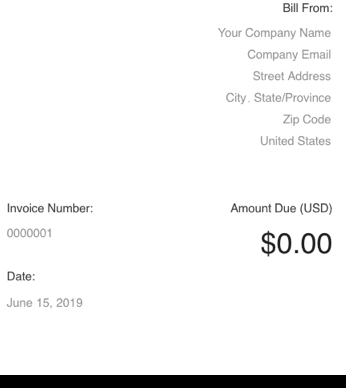 Bill From:
Your Company Name
Company Email
Street Address
City, State/Province
Zip Code
United States
Invoice Number:
0000001
Amount Due (USD)
$0.00
Date:
June 15, 2019